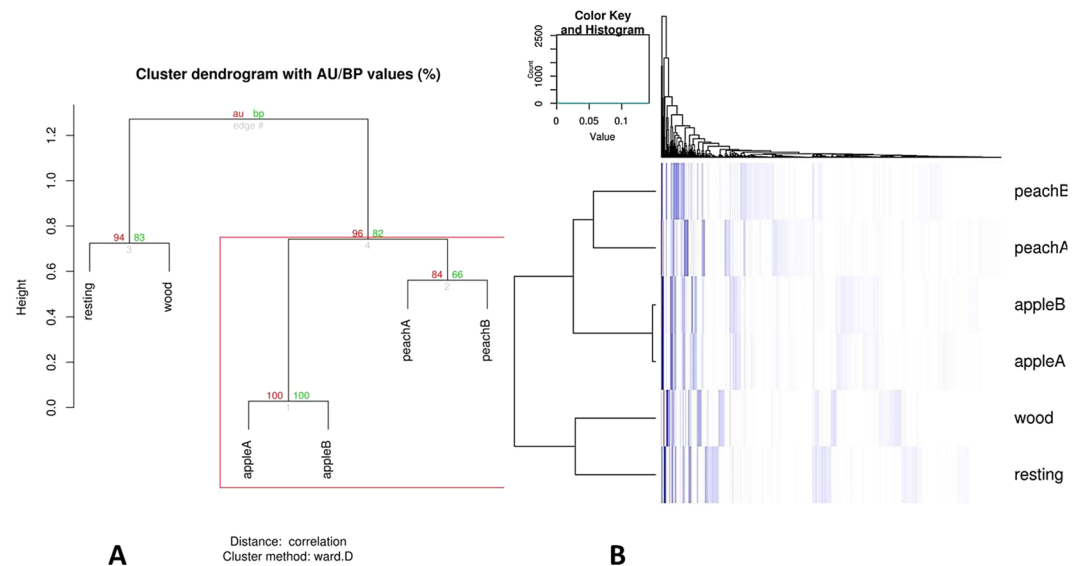 Cluster dendrogram with AU/BP values (%)
Height
1.2
1.0
0.8
0.6
0.4
0.2
0.0
au bp
edge #
94 83
3
96 82
4
84 66
2
100 100
1
resting
wood
peachA
peachB
appleA
appleB
Distance: correlation
Cluster method: ward.D
A
Color Key
and Histogram
Count
2500
1000
0
0 0.05 0.1
Value
peachB
peachA
appleB
appleA
wood
resting
B